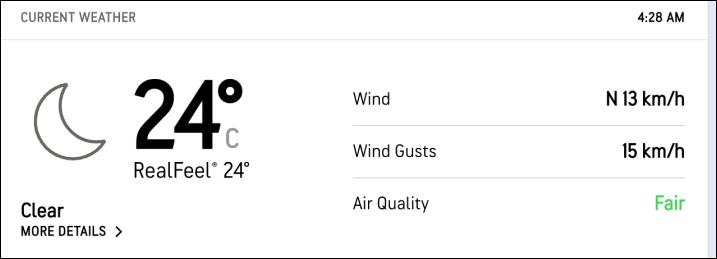 CURRENT WEATHER 4:28 AM
24°C
RealFeel® 24°
Clear
MORE DETAILS >
Wind N 13 km/h
Wind Gusts 15 km/h
Air Quality Fair